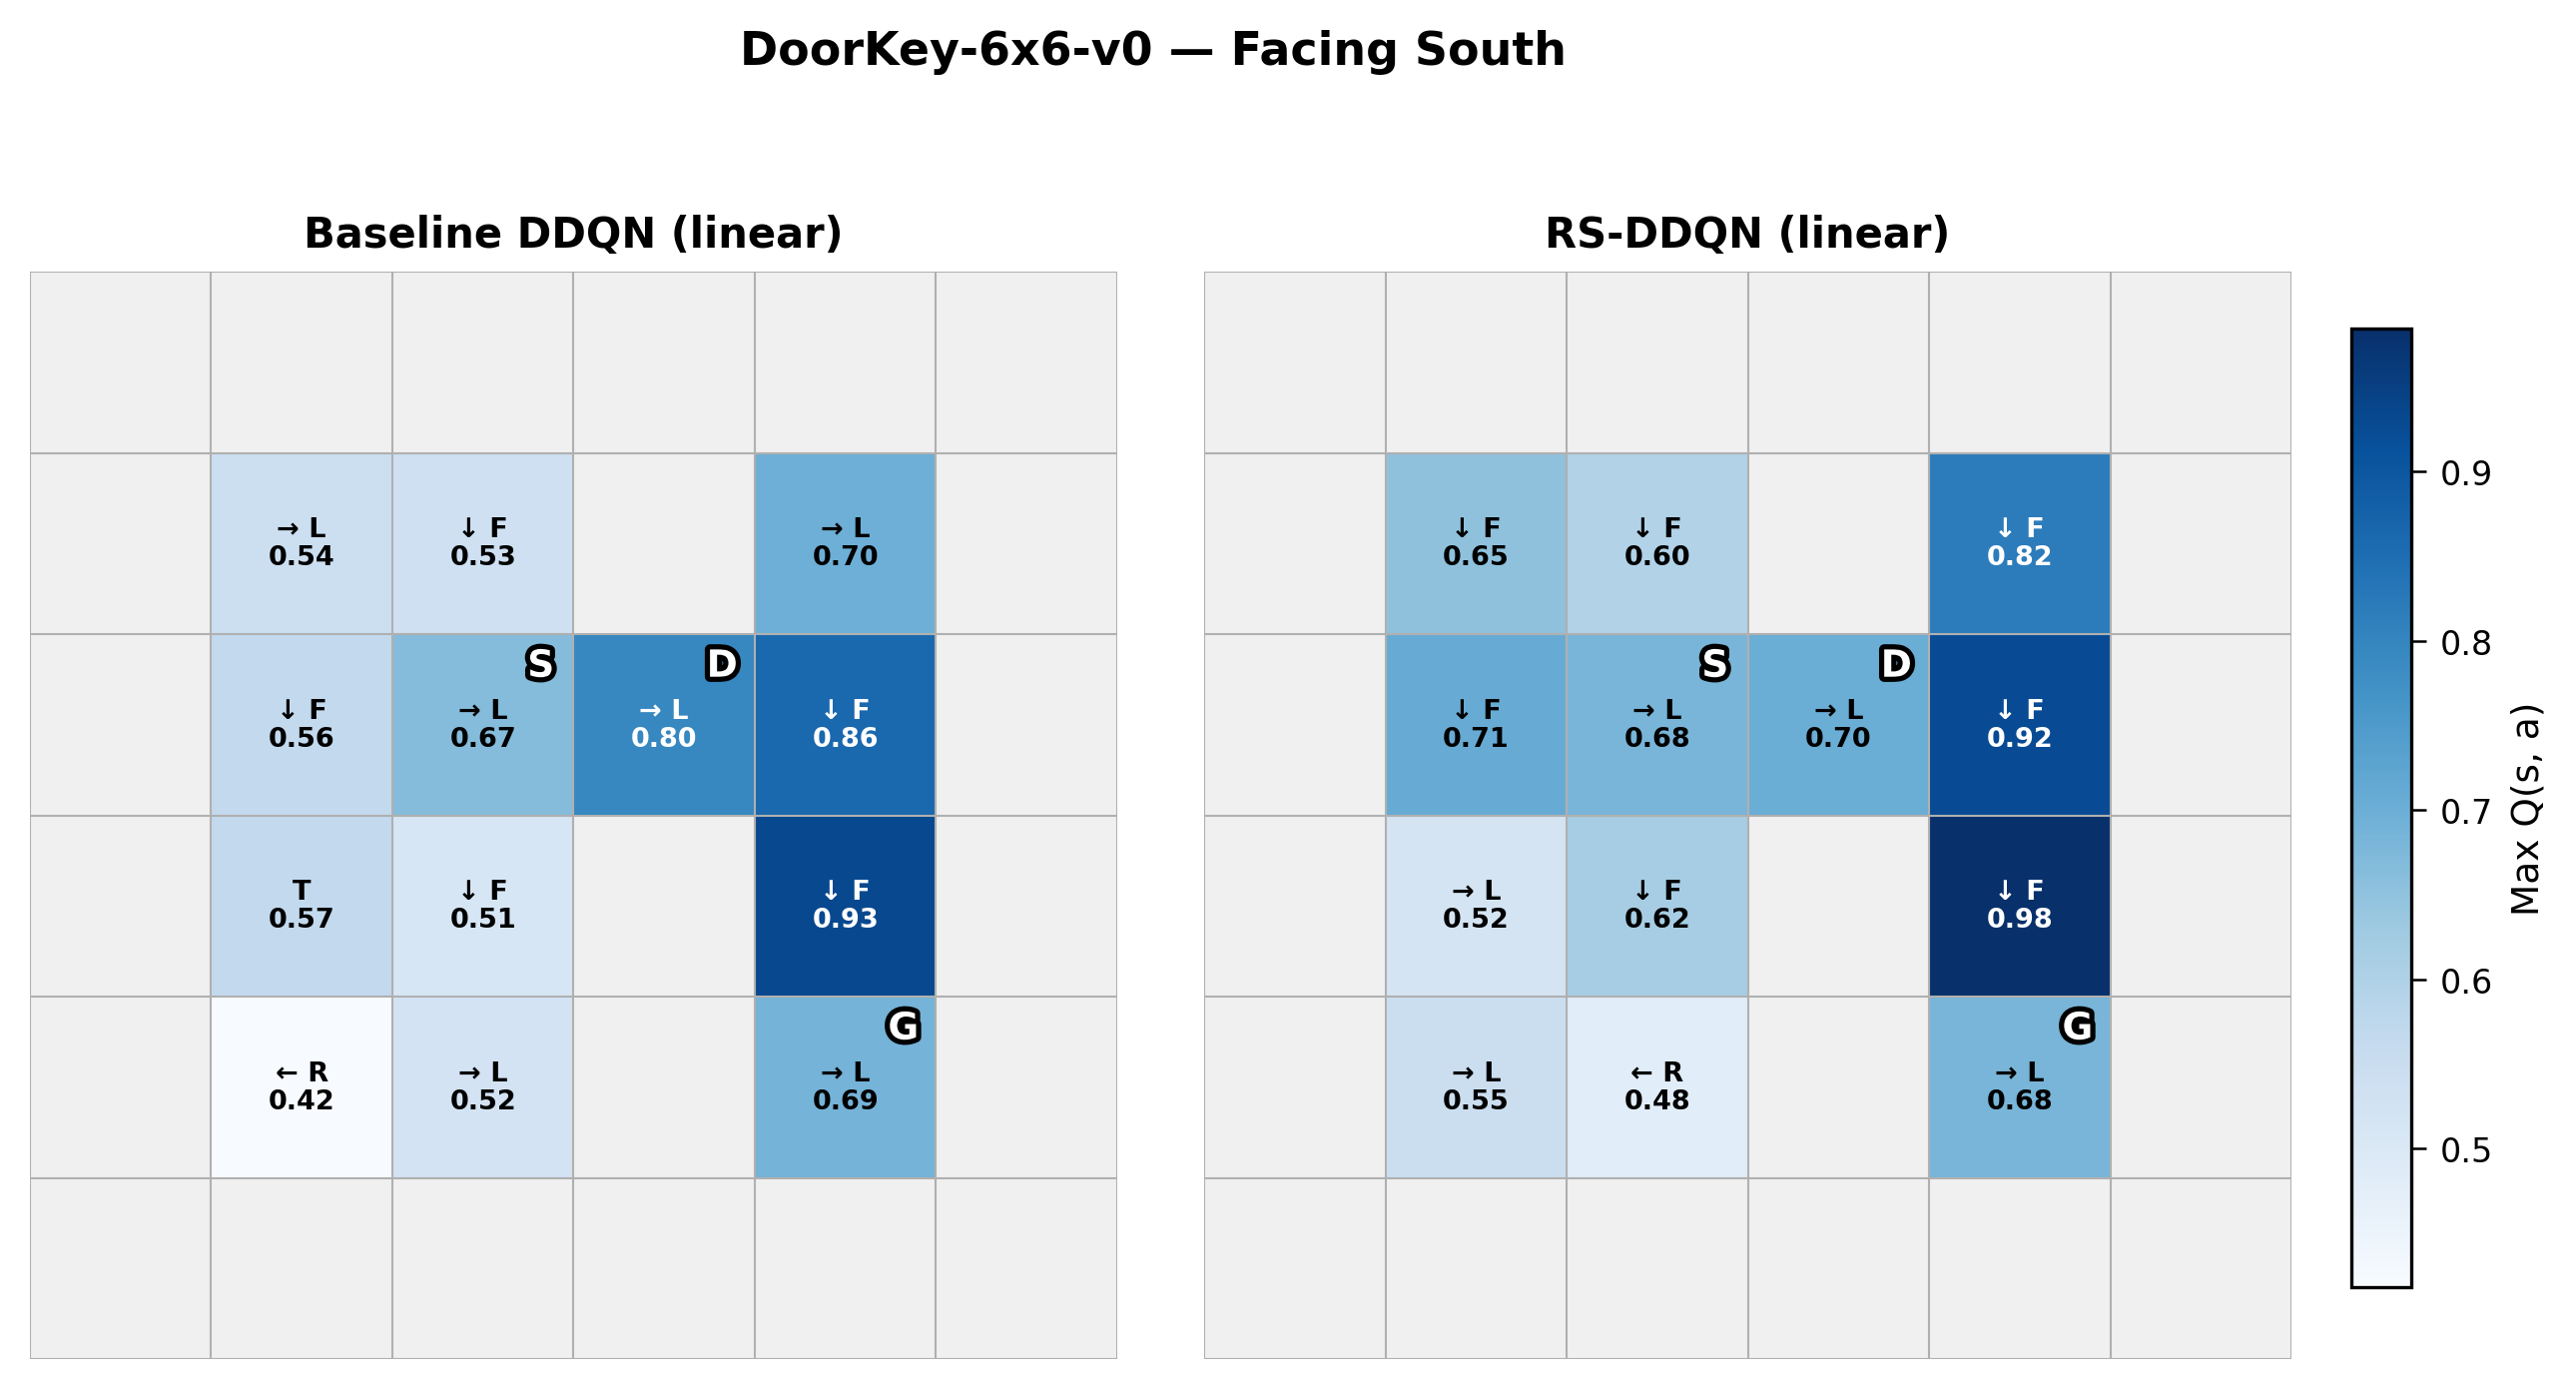 DoorKey-6x6-v0 — Facing South
Baseline DDQN (linear)
→ L
0.54
↓ F
0.53
→ L
0.70
↓ F
0.56
S
→ L
0.67
D
→ L
0.80
↓ F
0.86
T
0.57
↓ F
0.51
↓ F
0.93
← R
0.42
→ L
0.52
G
→ L
0.69
RS-DDQN (linear)
↓ F
0.65
↓ F
0.60
↓ F
0.82
↓ F
0.71
S
→ L
0.68
D
→ L
0.70
↓ F
0.92
→ L
0.52
↓ F
0.62
↓ F
0.98
→ L
0.55
← R
0.48
G
→ L
0.68
0.9
0.8
0.7
0.6
0.5
Max Q(s, a)